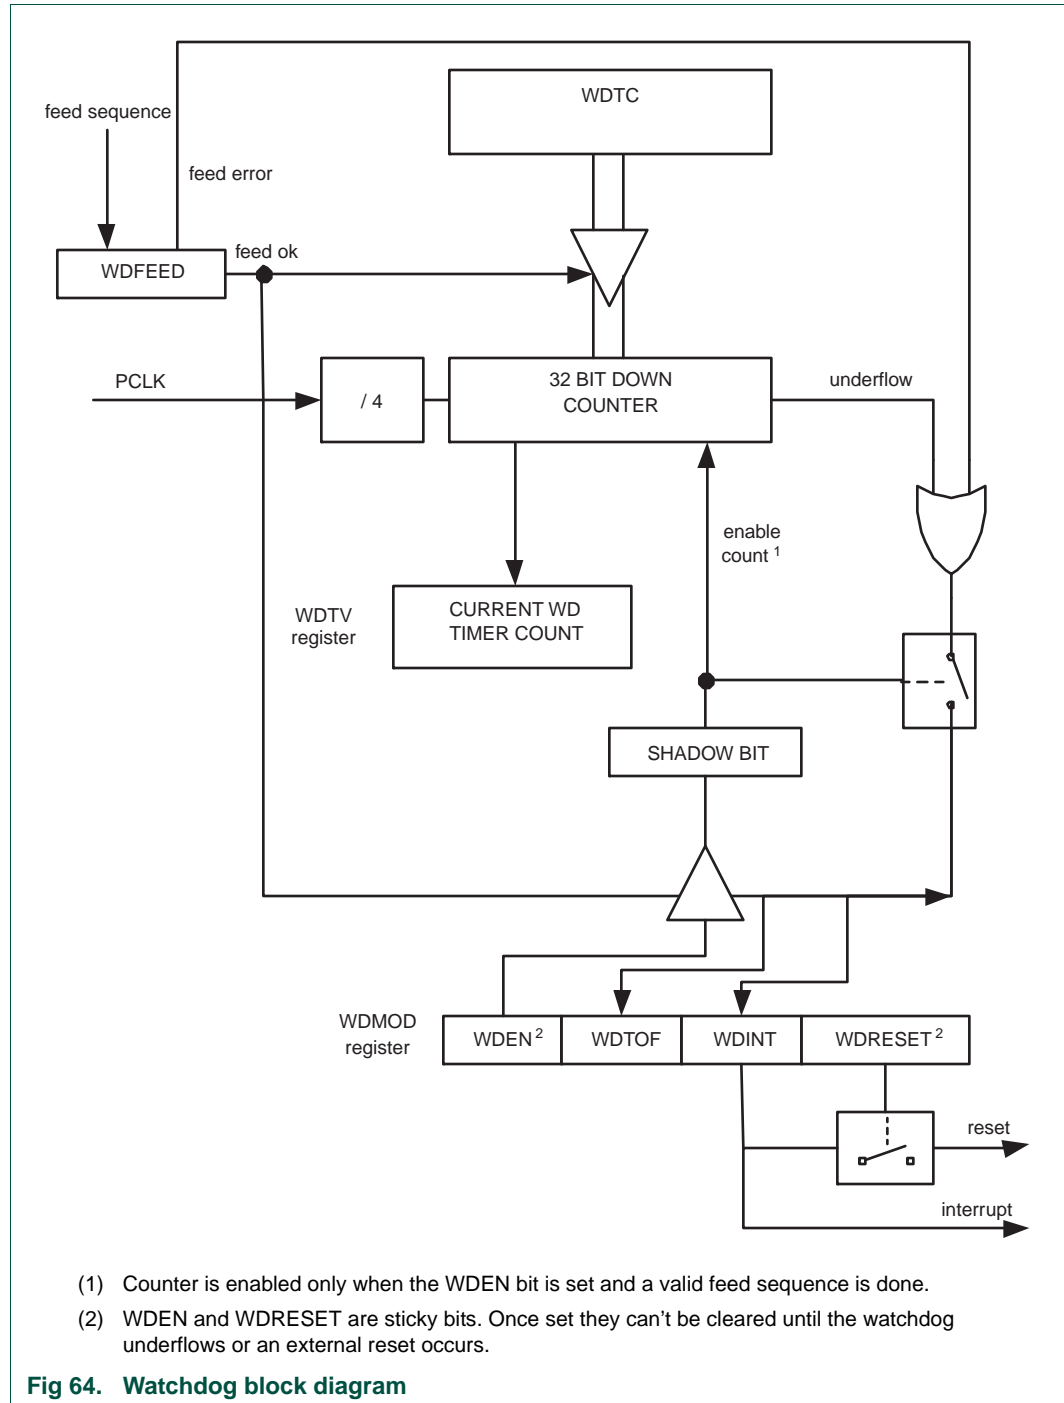 WDTC
feed sequence
feed error
feed ok
WDFEED
PCLK
/ 4
32 BIT DOWN
COUNTER
underflow
enable
count 1
WDTV
register
CURRENT WD
TIMER COUNT
SHADOW BIT
WDMOD
register
WDEN 2
WDTOF
WDINT
WDRESET 2
reset
interrupt
(1) Counter is enabled only when the WDEN bit is set and a valid feed sequence is done.
(2) WDEN and WDRESET are sticky bits. Once set they can't be cleared until the watchdog
underflows or an external reset occurs.
Fig 64. Watchdog block diagram